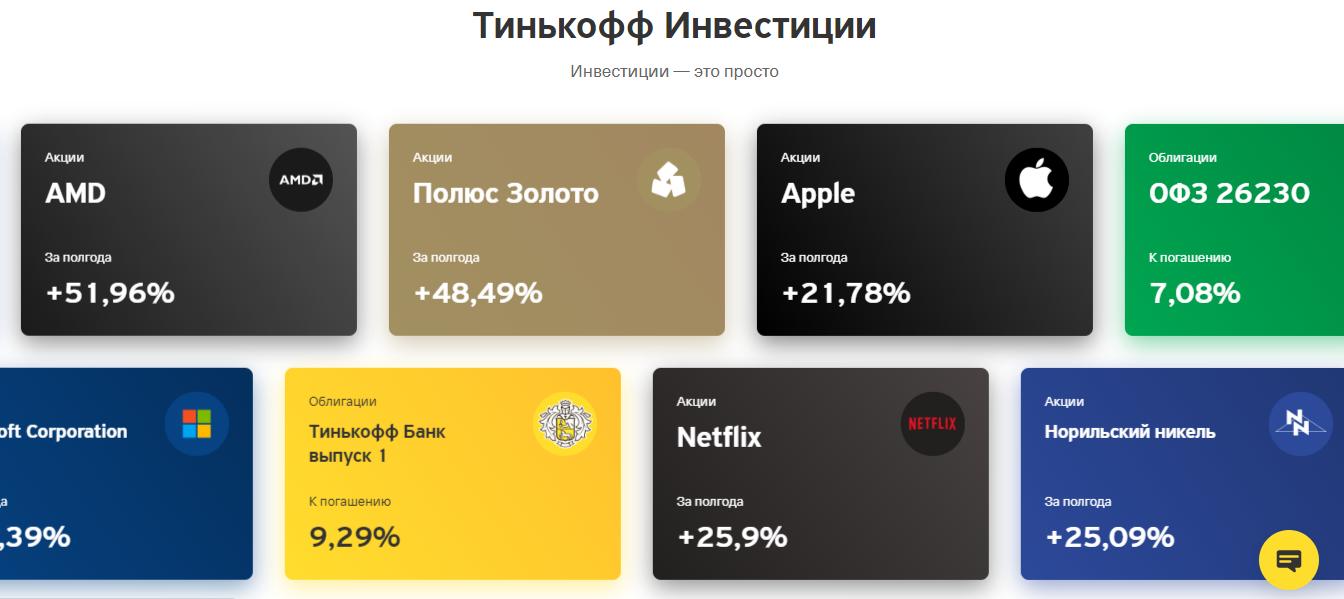 Тинькофф Инвестиции
Инвестиции — это просто
Акции
AMD
AMD
За полгода
+51,96%
Акции
Полюс Золото
За полгода
+48,49%
Акции
Apple
За полгода
+21,78%
Облигации
ОФЗ 26230
К погашению
7,08%
oft Corporation
а
,39%
Облигации
Тинькофф Банк
выпуск 1
К погашению
9,29%
Акции
Netflix
NETFLIX
За полгода
+25,9%
Акции
Норильский никель
За полгода
+25,09%